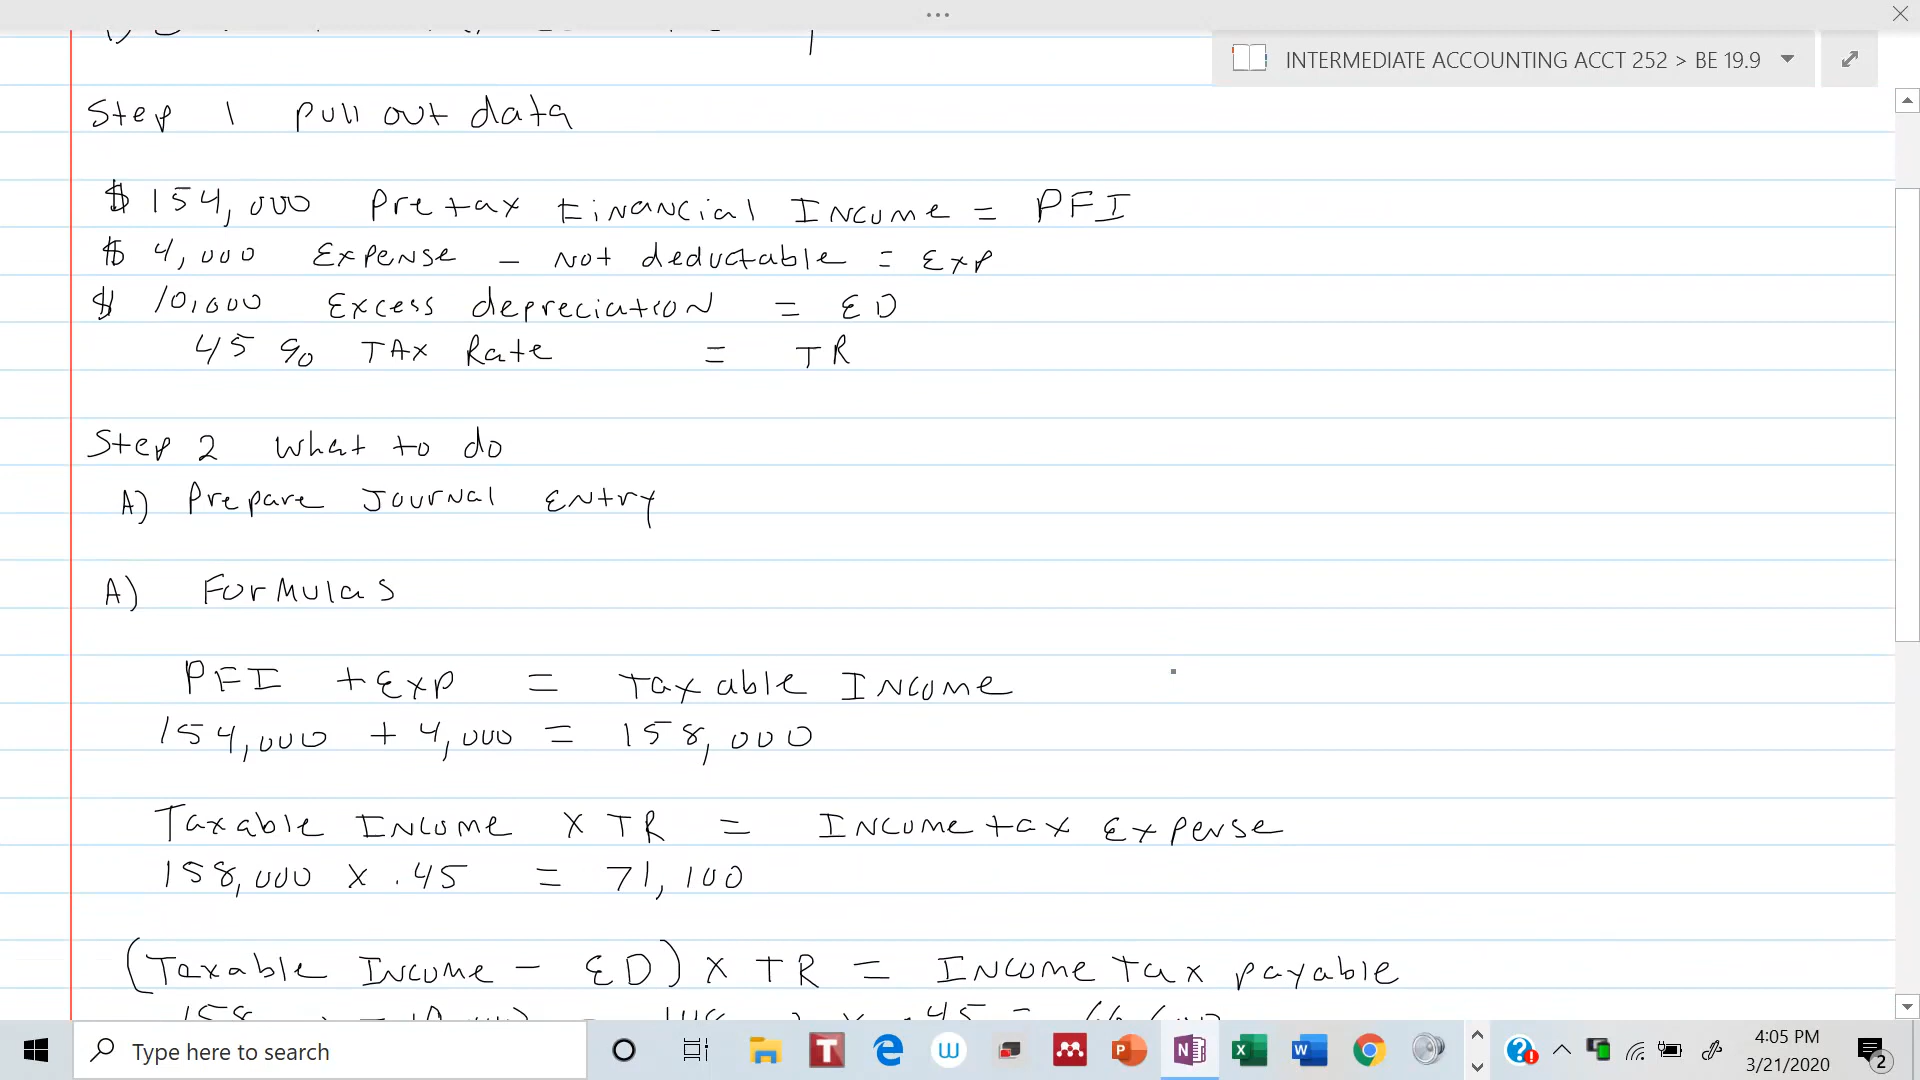 INTERMEDIATE ACCOUNTING ACCT 252 > BE 19.9
Step 1 Pull out data
$ 154,000 Pretax Financial Income = PFI
$ 4,000 Expense - Not deductable = Exp
$ 10,000 Excess depreciation = ED
45 % TAX Rate = TR
Step 2 What to do
A) Prepare Journal Entry
A) Formulas
PFI + Exp = Taxable Income
154,000 + 4,000 = 158,000
Taxable Income X TR = Income tax Expense
158,000 x .45 = 71,100
(Taxable Income - ED) X TR = Income Tax payable
Type here to search
4:05 PM
3/21/2020
2